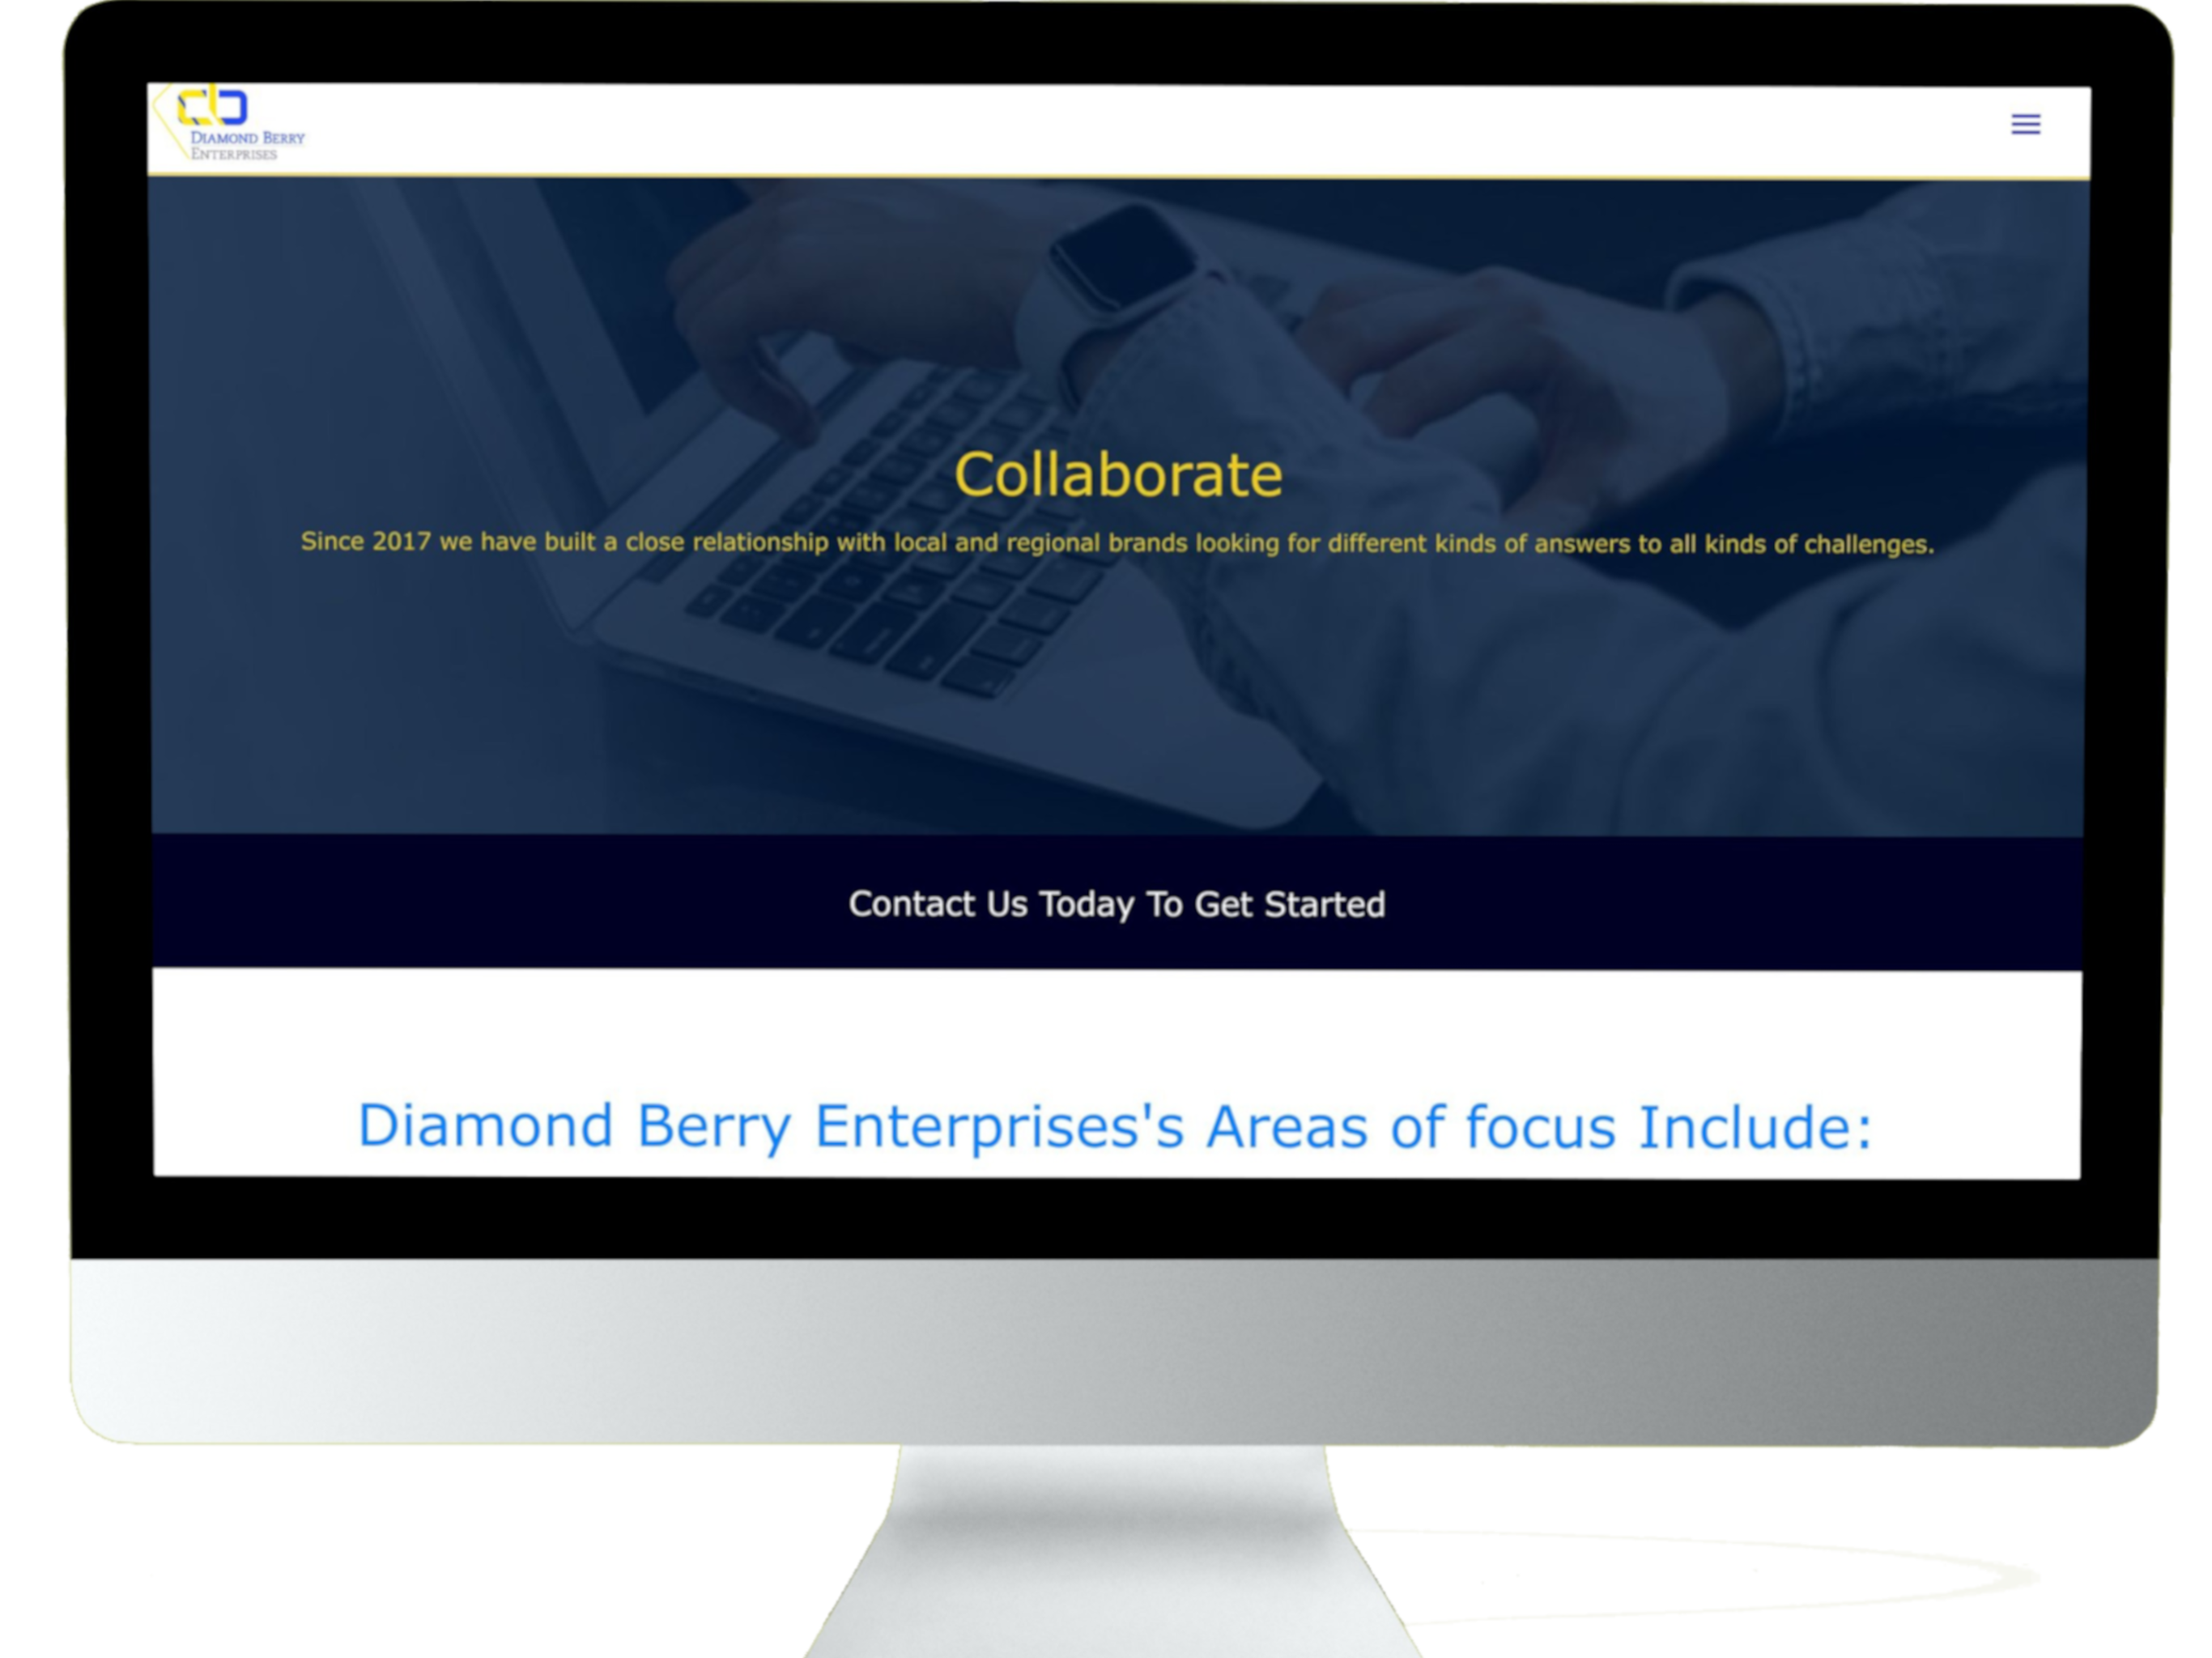 Diamond Berry
Enterprises
Collaborate
Since 2017 we have built a close relationship with local and regional brands looking for different kinds of answers to all kinds of challenges.
Contact Us Today To Get Started
Diamond Berry Enterprises's Areas of focus Include: